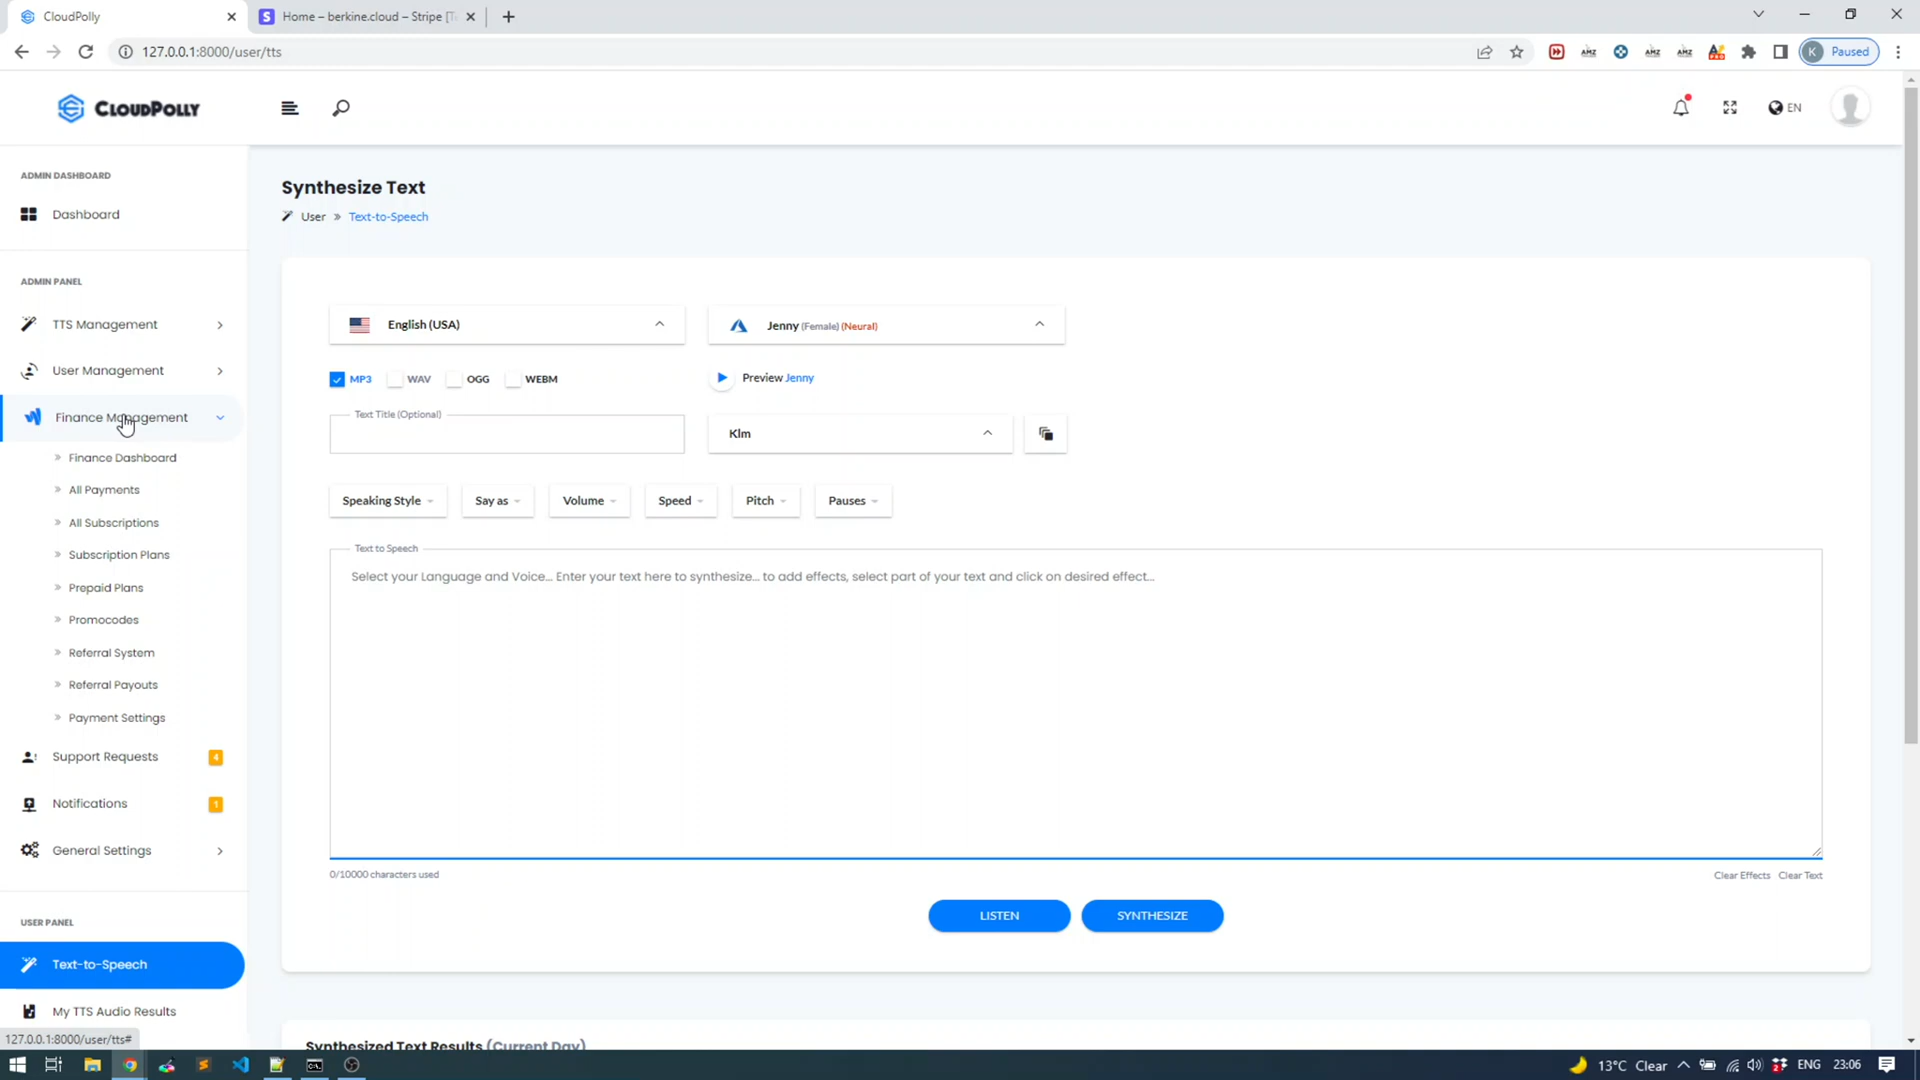 CloudPolly
Home – berkine.cloud – Stripe [T
127.0.0.1:8000/user/tts
AMZ
AMZ
AMZ
PRO
K
Paused
CLOUDPOLLY
EN
ADMIN DASHBOARD
Dashboard
ADMIN PANEL
TTS Management
User Management
Finance Management
Finance Dashboard
All Payments
All Subscriptions
Subscription Plans
Prepaid Plans
Promocodes
Referral System
Referral Payouts
Payment Settings
Support Requests
4
Notifications
1
General Settings
USER PANEL
Text-to-Speech
My TTS Audio Results
127.0.0.1:8000/user/tts#
Synthesize Text
User » Text-to-Speech
English (USA)
Jenny (Female) (Neural)
MP3 WAV OGG WEBM
Preview Jenny
Text Title (Optional)
Klm
Speaking Style Say as Volume Speed Pitch Pauses
Text to Speech
Select your Language and Voice... Enter your text here to synthesize... to add effects, select part of your text and click on desired effect...
0/10000 characters used
Clear Effects Clear Text
LISTEN SYNTHESIZE
Synthesized Text Results (Current Day)
13°C Clear
ENG
23:06